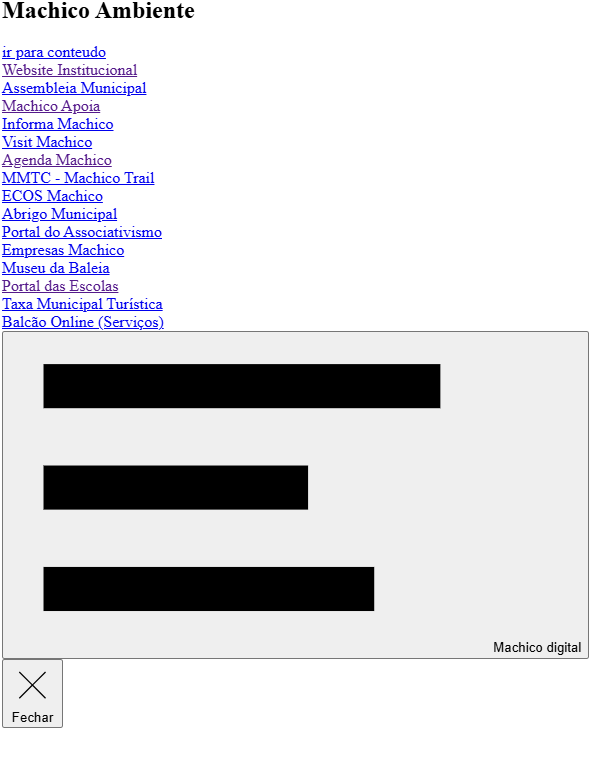 Machico Ambiente
ir para conteudo
Website Institucional
Assembleia Municipal
Machico Apoia
Informa Machico
Visit Machico
Agenda Machico
MMTC - Machico Trail
ECOS Machico
Abrigo Municipal
Portal do Associativismo
Empresas Machico
Museu da Baleia
Portal das Escolas
Taxa Municipal Turística
Balcão Online (Serviços)
Machico digital
Fechar